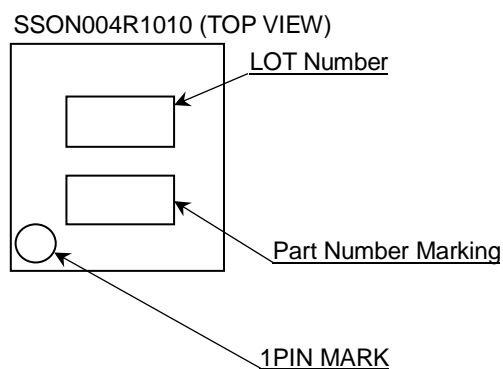 SSON004R1010 (TOP VIEW)
LOT Number
Part Number Marking
1PIN MARK